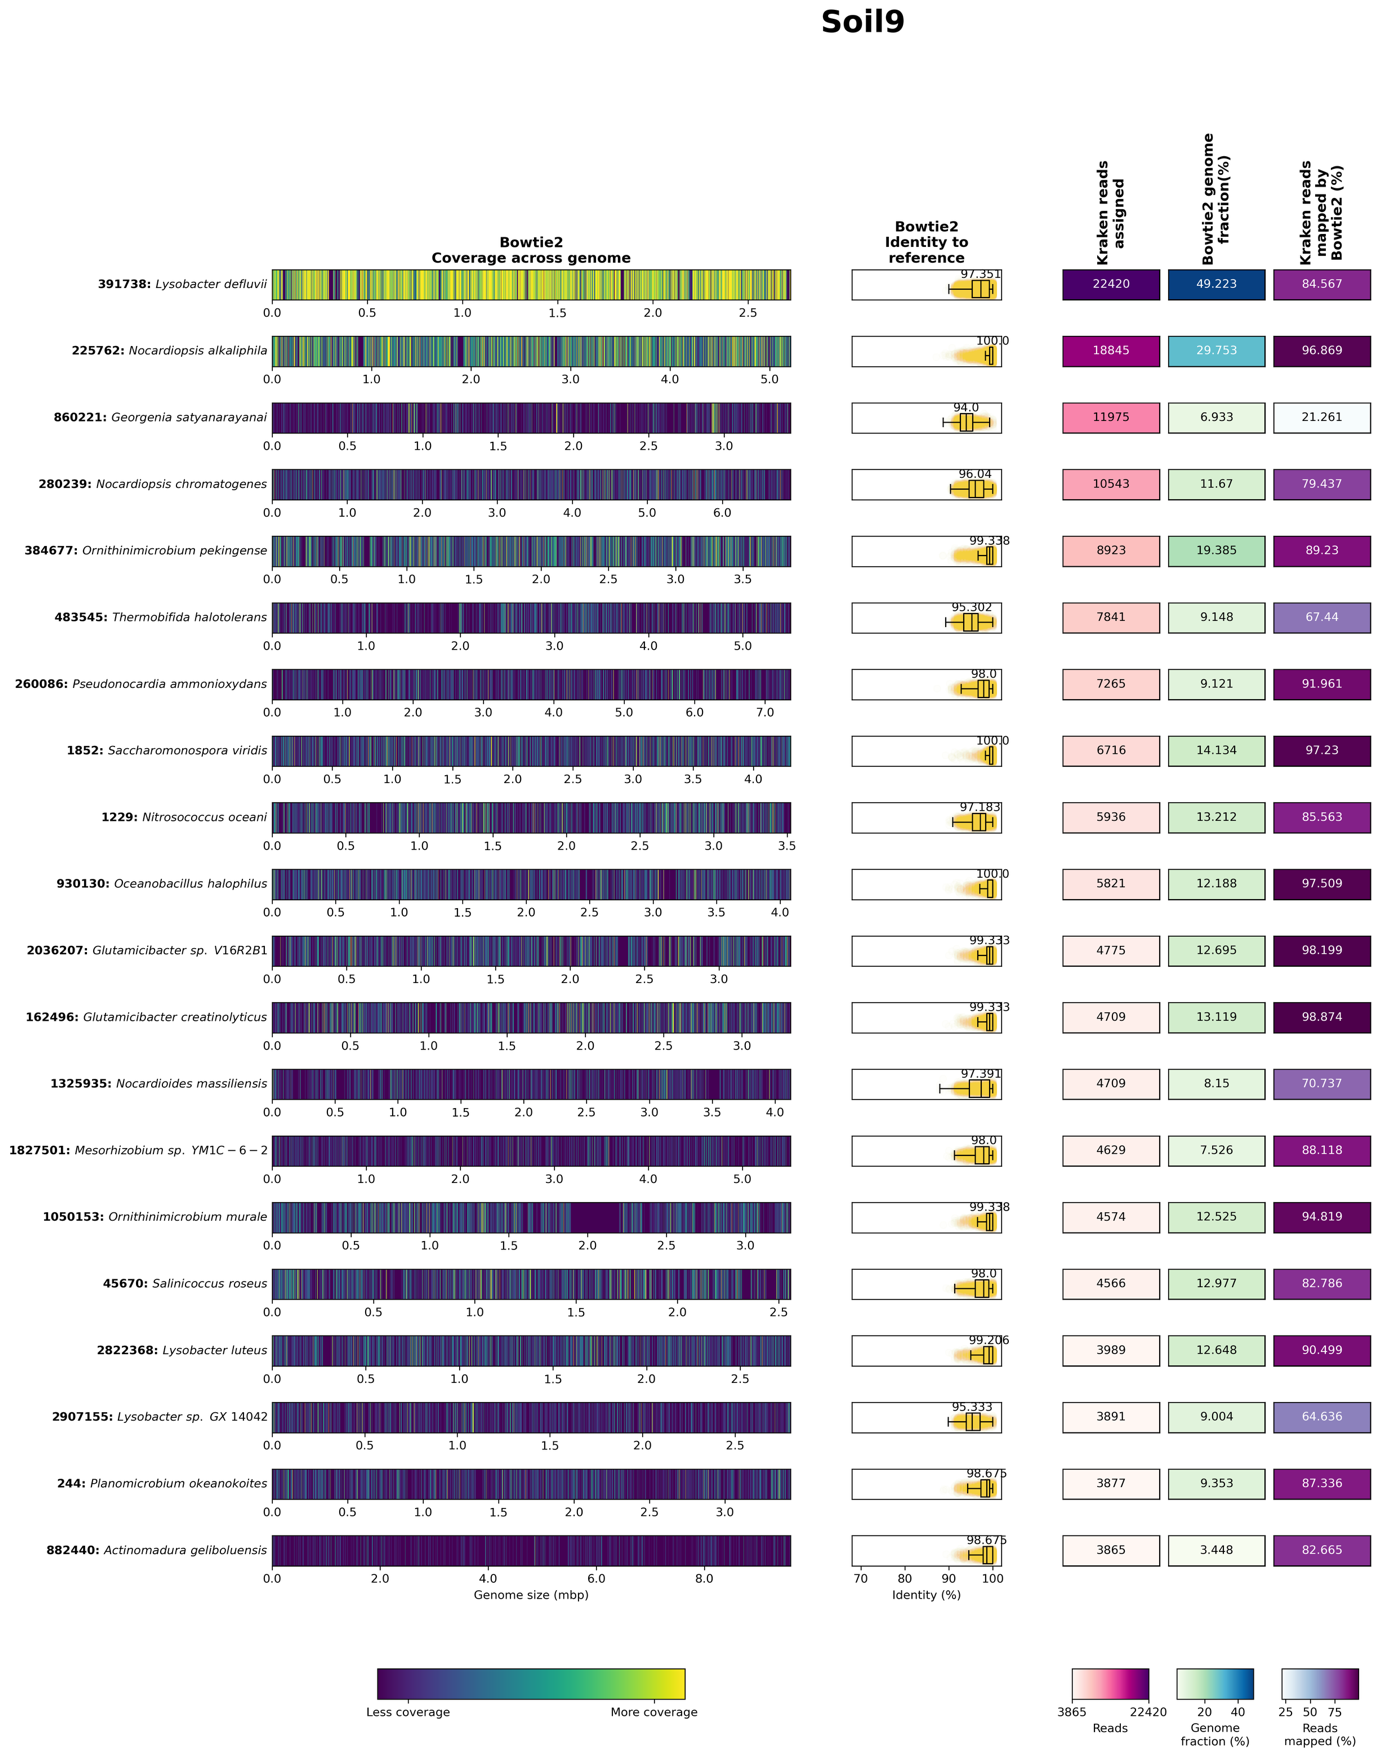 Soil9
Bowtie2
Coverage across genome
Bowtie2
Identity to
reference
Kraken reads
assigned
Bowtie2 genome
fraction(%)
Kraken reads
mapped by
Bowtie2 (%)
391738: Lysobacter defluvii
97.351
22420
49.223
84.567
0.0 0.5 1.0 1.5 2.0 2.5
225762: Nocardiopsis alkaliphila
100.0
18845
29.753
96.869
0.0 1.0 2.0 3.0 4.0 5.0
860221: Georgenia satyanarayanai
94.0
11975
6.933
21.261
0.0 0.5 1.0 1.5 2.0 2.5 3.0
280239: Nocardiopsis chromatogenes
96.04
10543
11.67
79.437
0.0 1.0 2.0 3.0 4.0 5.0 6.0
384677: Ornithinimicrobium pekingense
99.338
8923
19.385
89.23
0.0 0.5 1.0 1.5 2.0 2.5 3.0 3.5
483545: Thermobifida halotolerans
95.302
7841
9.148
67.44
0.0 1.0 2.0 3.0 4.0 5.0
260086: Pseudonocardia ammonioxydans
98.0
7265
9.121
91.961
0.0 1.0 2.0 3.0 4.0 5.0 6.0 7.0
1852: Saccharomonospora viridis
100.0
6716
14.134
97.23
0.0 0.5 1.0 1.5 2.0 2.5 3.0 3.5 4.0
1229: Nitrosococcus oceani
97.183
5936
13.212
85.563
0.0 0.5 1.0 1.5 2.0 2.5 3.0 3.5
930130: Oceanobacillus halophilus
100.0
5821
12.188
97.509
0.0 0.5 1.0 1.5 2.0 2.5 3.0 3.5 4.0
2036207: Glutamicibacter sp. V16R2B1
99.333
4775
12.695
98.199
0.0 0.5 1.0 1.5 2.0 2.5 3.0
162496: Glutamicibacter creatinolyticus
99.333
4709
13.119
98.874
0.0 0.5 1.0 1.5 2.0 2.5 3.0
1325935: Nocardioides massiliensis
97.391
4709
8.15
70.737
0.0 0.5 1.0 1.5 2.0 2.5 3.0 3.5 4.0
1827501: Mesorhizobium sp. YM1C − 6 − 2
98.0
4629
7.526
88.118
0.0 1.0 2.0 3.0 4.0 5.0
1050153: Ornithinimicrobium murale
99.338
4574
12.525
94.819
0.0 0.5 1.0 1.5 2.0 2.5 3.0
45670: Salinicoccus roseus
98.0
4566
12.977
82.786
0.0 0.5 1.0 1.5 2.0 2.5
2822368: Lysobacter luteus
99.206
3989
12.648
90.499
0.0 0.5 1.0 1.5 2.0 2.5
2907155: Lysobacter sp. GX 14042
95.333
3891
9.004
64.636
0.0 0.5 1.0 1.5 2.0 2.5
244: Planomicrobium okeanokoites
98.675
3877
9.353
87.336
0.0 0.5 1.0 1.5 2.0 2.5 3.0
882440: Actinomadura geliboluensis
98.675
3865
3.448
82.665
0.0 2.0 4.0 6.0 8.0
Genome size (mbp)
70 80 90 100
Identity (%)
Less coverage More coverage
3865 22420
Reads
20 40
Genome
fraction (%)
25 50 75
Reads
mapped (%)